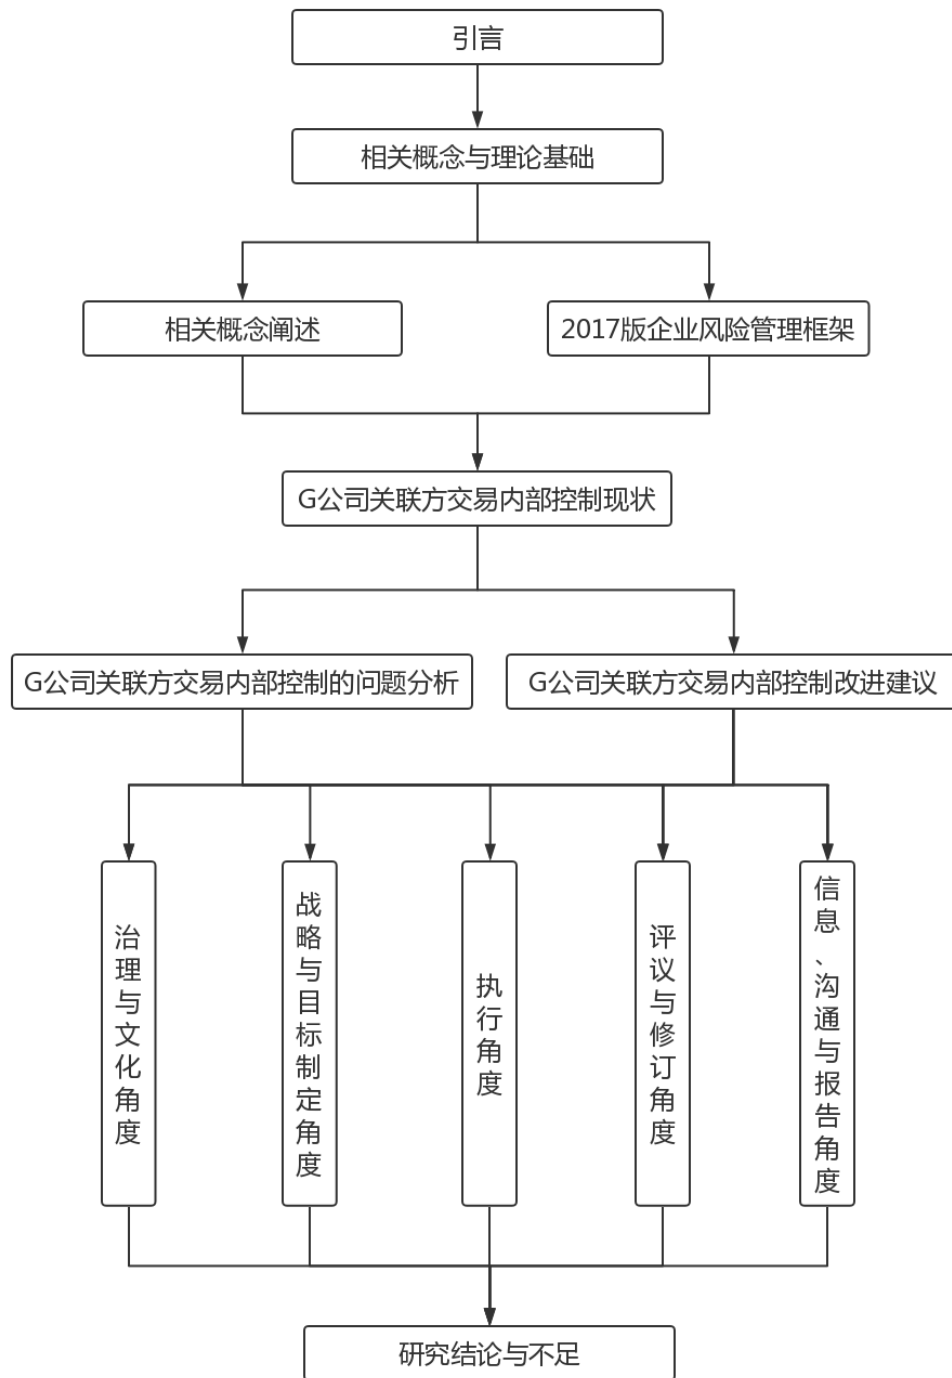 引言
相关概念与理论基础
相关概念阐述
2017版企业风险管理框架
G公司关联方交易内部控制现状
G公司关联方交易内部控制的问题分析
G公司关联方交易内部控制改进建议
治理与文化角度
战略与目标制定角度
执行角度
评议与修订角度
信息、沟通与报告角度
研究结论与不足